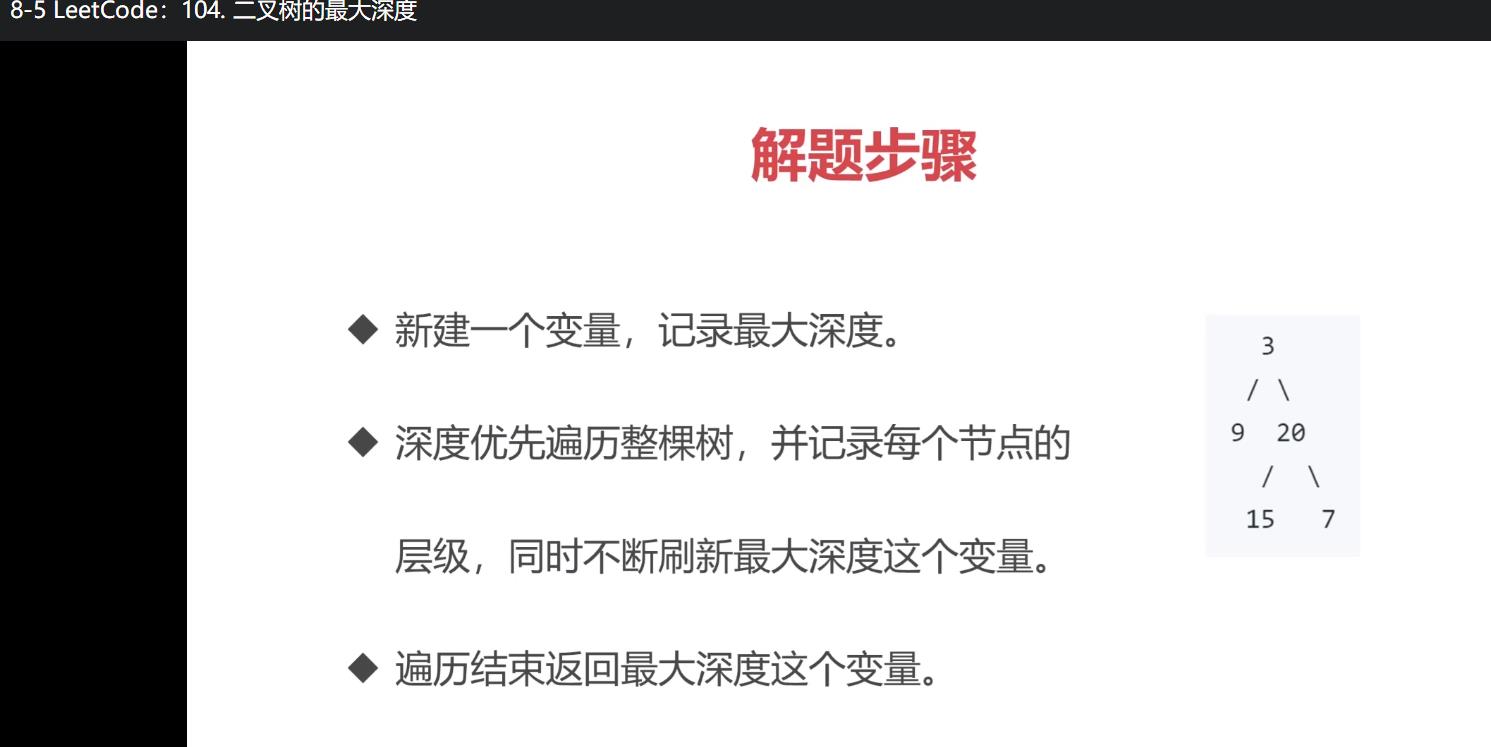 8-5 LeetCode：104. 二叉树的最大深度
解题步骤
◆ 新建一个变量，记录最大深度。
◆ 深度优先遍历整棵树，并记录每个节点的
层级，同时不断刷新最大深度这个变量。
◆ 遍历结束返回最大深度这个变量。
3
/ \
9 20
/ \
15 7